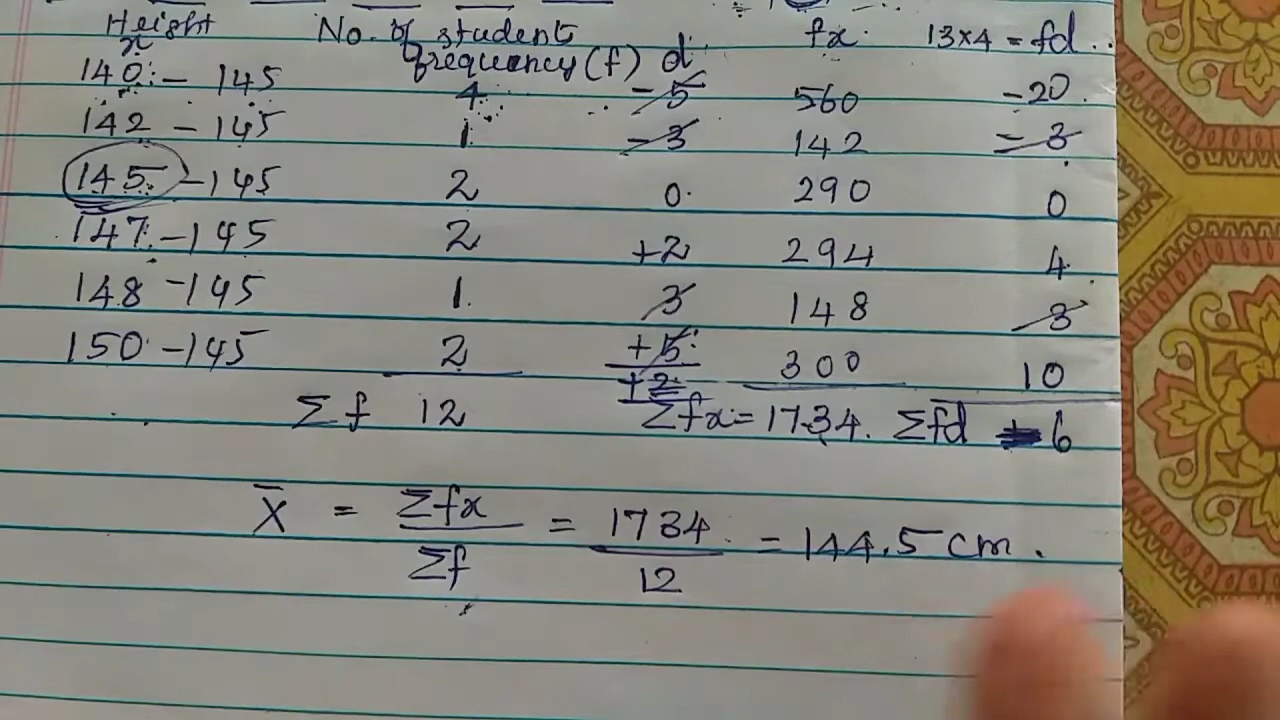 Height No. of student fx. 13x4 = fd
x frequency (f) d
140 - 145 4 -5 560 -20
142 - 145 1 -3 142 -3
145 - 145 2 0 290 0
147 - 145 2 +2 294 4
148 - 145 1 3 148 3
150 - 145 2 +5 300 10
+2
Σf 12 Σfx = 1734. Σfd 6
X̄ = Σfx / Σf = 1734 / 12 = 144.5 cm.